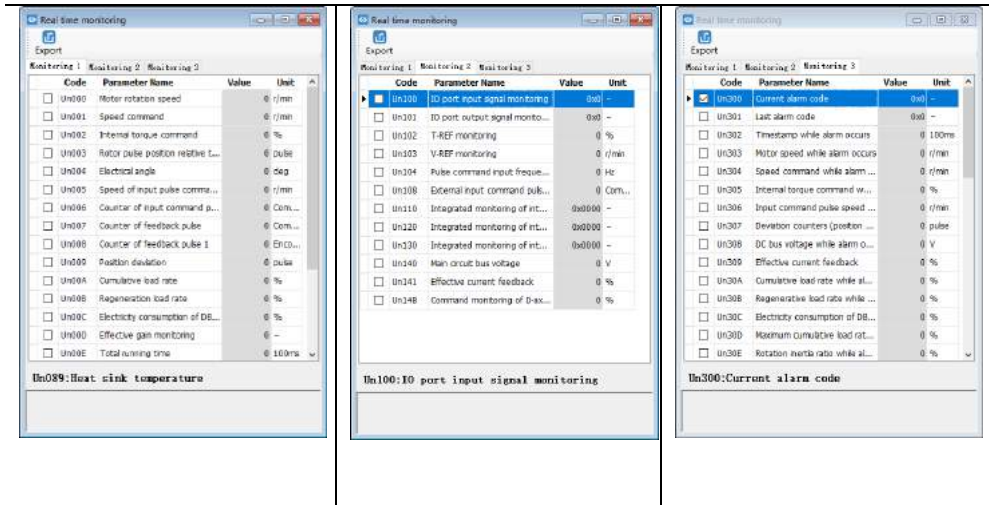 Real time monitoring
Export
Monitoring 1 Monitoring 2 Monitoring 3
Code Parameter Name Value Unit
Un000 Motor rotation speed 0 r/min
Un001 Speed command 0 r/min
Un002 Internal torque command 0 %
Un003 Rotor pulse position relative t... 0 pulse
Un004 Electrical angle 0 deg
Un005 Speed of input pulse comma... 0 r/min
Un006 Counter of input command p... 0 Com...
Un007 Counter of feedback pulse 0 Com...
Un008 Counter of feedback pulse 1 0 Enco...
Un009 Position deviation 0 pulse
Un00A Cumulative load rate 0 %
Un00B Regeneration load rate 0 %
Un00C Electricity consumption of DB... 0 %
Un00D Effective gain monitoring 0 -
Un00E Total running time 0 100ms
Un089:Heat sink temperature
Real time monitoring
Export
Monitoring 1 Monitoring 2 Monitoring 3
Code Parameter Name Value Unit
Un100 IO port input signal monitoring 0x0 -
Un101 IO port output signal monito... 0x0 -
Un102 T-REF monitoring 0 %
Un103 V-REF monitoring 0 r/min
Un104 Pulse command input freque... 0 Hz
Un108 External input command puls... 0 Com...
Un110 Integrated monitoring of int... 0x0000 -
Un120 Integrated monitoring of int... 0x0000 -
Un130 Integrated monitoring of int... 0x0000 -
Un140 Main circuit bus voltage 0 V
Un141 Effective current feedback 0 %
Un14B Command monitoring of D-ax... 0 %
Un100:IO port input signal monitoring
Real time monitoring
Export
Monitoring 1 Monitoring 2 Monitoring 3
Code Parameter Name Value Unit
Un300 Current alarm code 0x0 -
Un301 Last alarm code 0x0 -
Un302 Timestamp while alarm occurs 0 100ms
Un303 Motor speed while alarm occurs 0 r/min
Un304 Speed command while alarm ... 0 r/min
Un305 Internal torque command w... 0 %
Un306 Input command pulse speed ... 0 r/min
Un307 Deviation counters (position ... 0 pulse
Un308 DC bus voltage while alarm o... 0 V
Un309 Effective current feedback 0 %
Un30A Cumulative load rate while al... 0 %
Un30B Regenerative load rate while ... 0 %
Un30C Electricity consumption of DB... 0 %
Un30D Maximum cumulative load rat... 0 %
Un30E Rotation inertia ratio while al... 0 %
Un300:Current alarm code